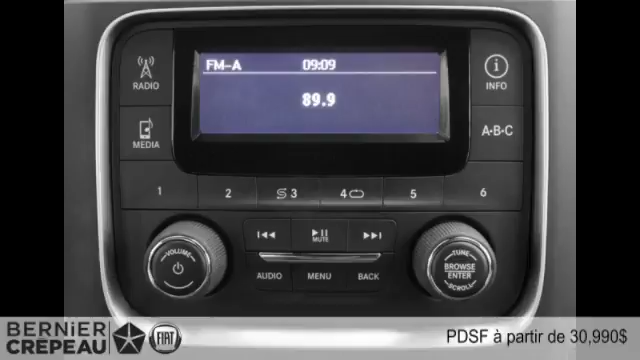 FM-A 09:09
89.9
RADIO
MEDIA
INFO
A·B·C
1 2 3 4 5 6
MUTE
AUDIO MENU BACK
VOLUME
TUNE
BROWSE
ENTER
SCROLL
BERNIER
CREPEAU
FIAT
PDSF à partir de 30,990$